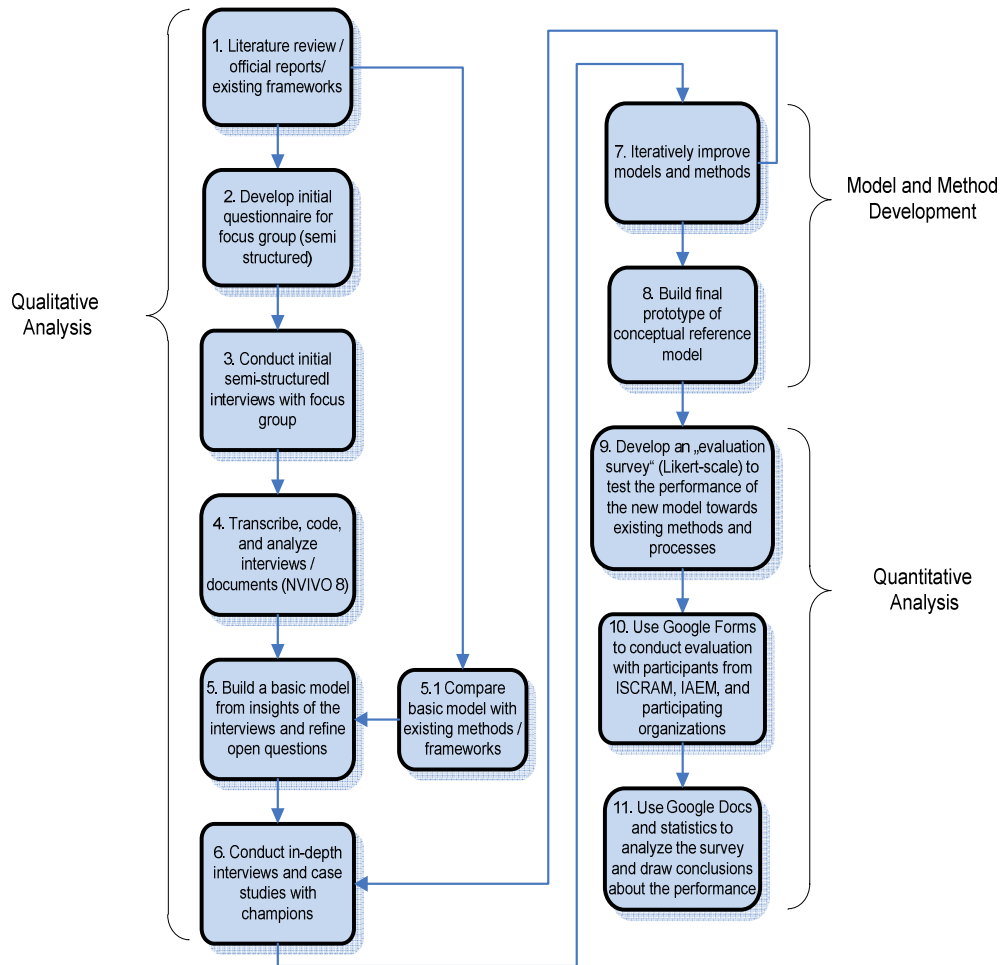 Qualitative
Analysis
1. Literature review /
official reports/
existing frameworks
2. Develop initial
questionnaire for
focus group (semi
structured)
3. Conduct initial
semi-structuredl
interviews with focus
group
4. Transcribe, code,
and analyze
interviews /
documents (NVIVO 8)
5. Build a basic model
from insights of the
interviews and refine
open questions
5.1 Compare
basic model with
existing methods /
frameworks
6. Conduct in-depth
interviews and case
studies with
champions
7. Iteratively improve
models and methods
8. Build final
prototype of
conceptual reference
model
Model and Method
Development
9. Develop an „evaluation
survey“ (Likert-scale) to
test the performance of
the new model towards
existing methods and
processes
10. Use Google Forms
to conduct evaluation
with participants from
ISCRAM, IAEM, and
participating
organizations
11. Use Google Docs
and statistics to
analyze the survey
and draw conclusions
about the performance
Quantitative
Analysis